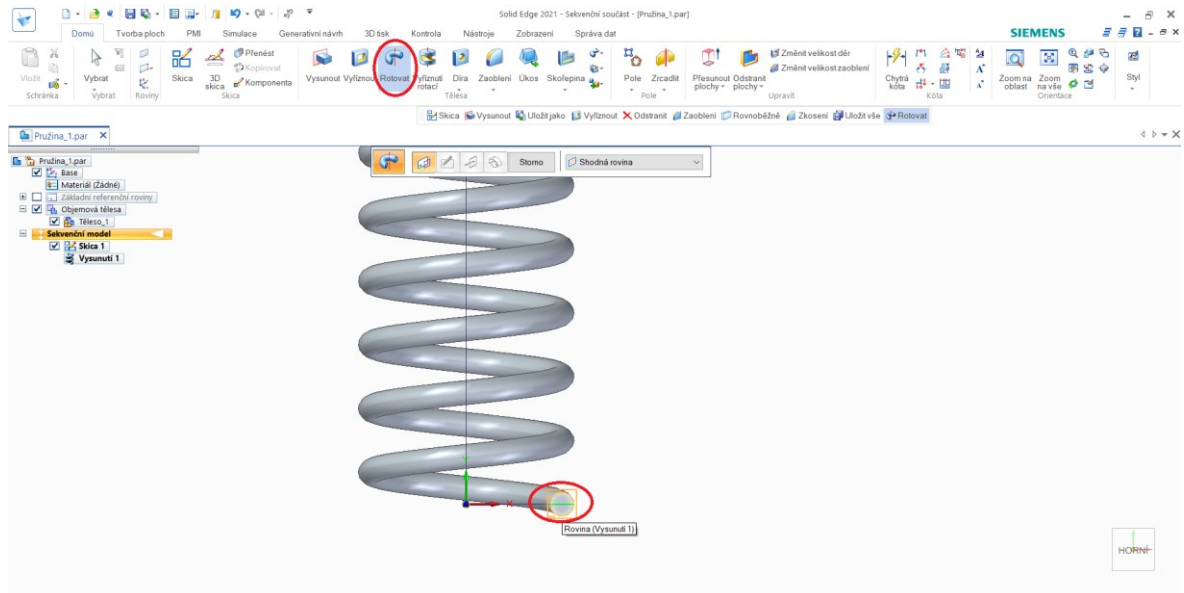 Solid Edge 2021 - Sekvenční součást - [Pružina_1.par]
Domů Tvorba ploch PMI Simulace Generativní návrh 3D tisk Kontrola Nástroje Zobrazení Správa dat SIEMENS
Vložit Vybrat Skica 3D skica Přenést Kopírovat Komponenta Vysunout Vyříznout Rotovat Vyříznutí rotací Díra Zaoblení Úkos Skořepina Pole Zrcadlit Přesunout plochy Odstranit plochy Změnit velikost děr Změnit velikost zaoblení Chytrá kóta Zoom na oblast Zoom na vše Styl
Schránka Vybrat Roviny Skica Tělesa Pole Upravit Kóta Orientace
Skica Vysunout Uložit jako Vyříznout Odstranit Zaoblení Rovnoběžně Zkosení Uložit vše Rotovat
Pružina_1.par X
Pružina_1.par
Storno Shodná rovina
Base
Materiál (Žádné)
Základní referenční roviny
Objemová tělesa
Těleso_1
Sekvenční model
Skica 1
Vysunutí 1
Y
X
Rovina (Vysunutí 1)
HORNÍ